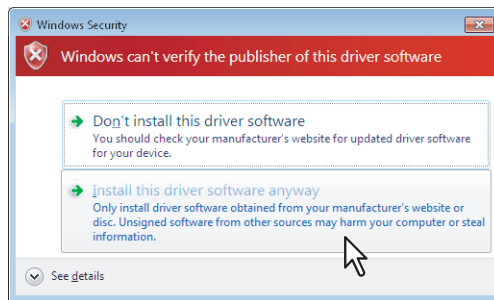 Windows Security
Windows can't verify the publisher of this driver software
Don't install this driver software
You should check your manufacturer's website for updated driver software
for your device.
Install this driver software anyway
Only install driver software obtained from your manufacturer's website or
disc. Unsigned software from other sources may harm your computer or steal
information.
See details